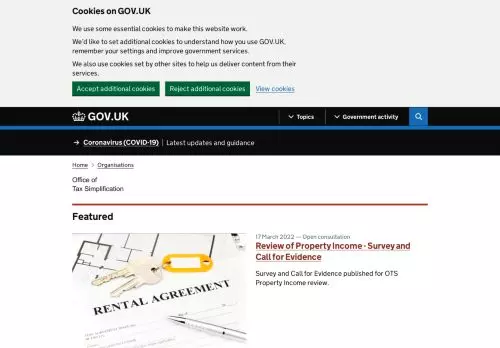 Cookies on GOV.UK
We use some essential cookies to make this website work.
We'd like to set additional cookies to understand how you use GOV.UK,
remember your settings and improve government services.
We also use cookies set by other sites to help us deliver content from their
services.
Accept additional cookies
Reject additional cookies
View cookies
GOV.UK
Topics
Government activity
→ Coronavirus (COVID-19) | Latest updates and guidance
Home > Organisations
Office of
Tax Simplification
Featured
17 March 2022 — Open consultation
Review of Property Income - Survey and
Call for Evidence
Survey and Call for Evidence published for OTS
Property Income review.
RENTAL AGREEMENT